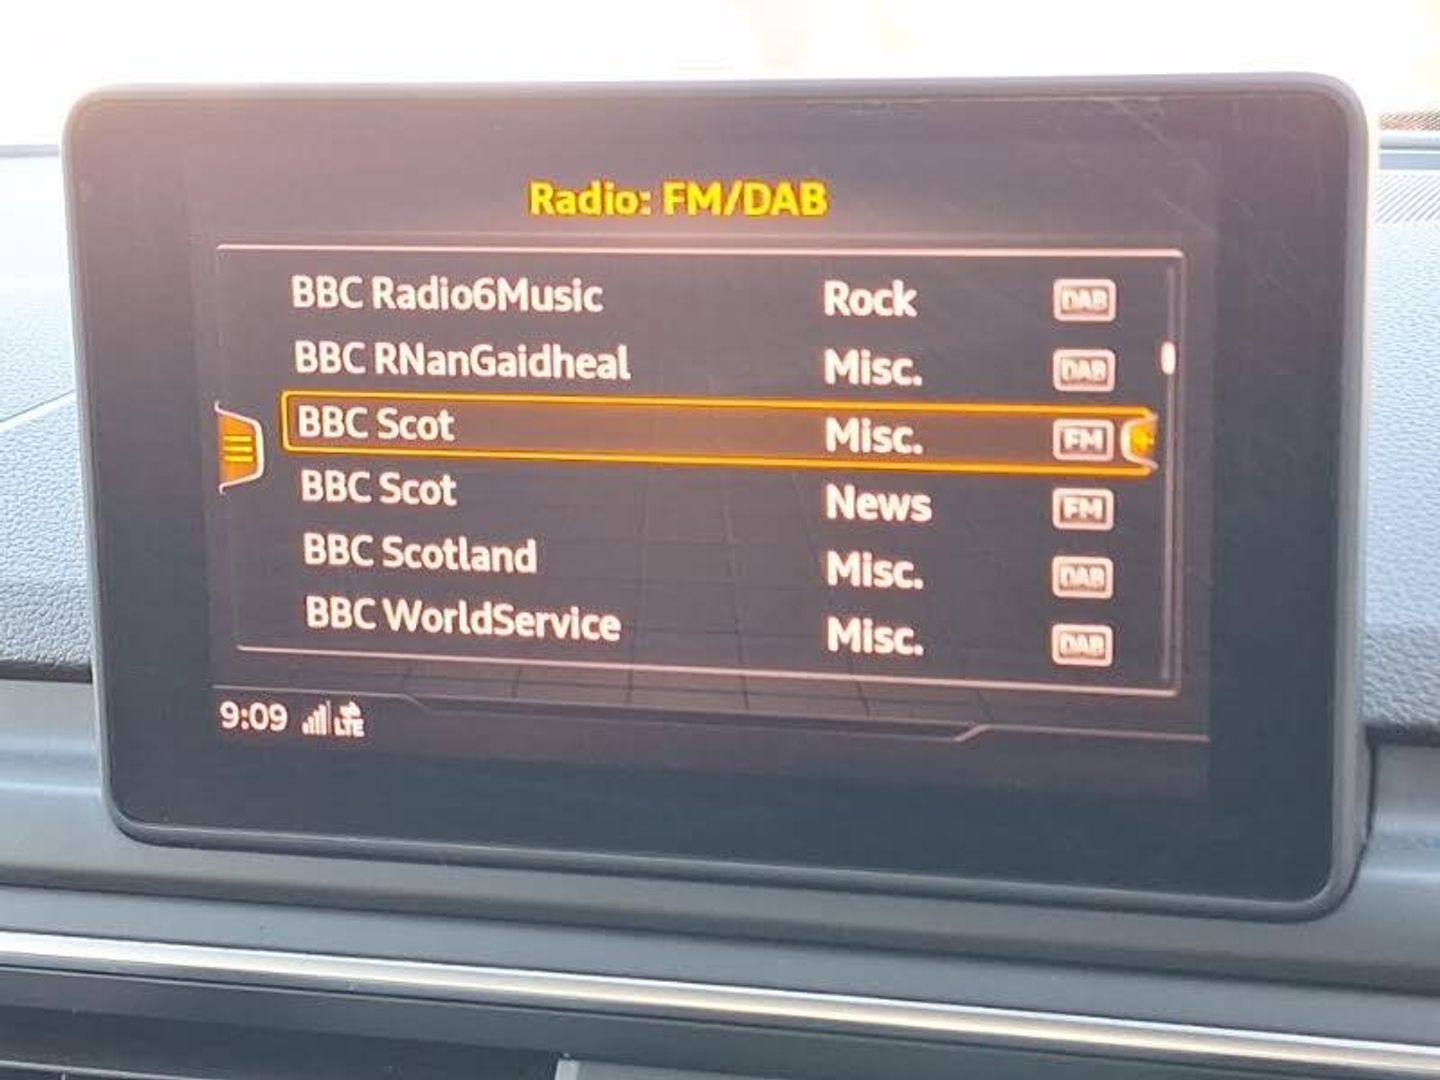 Radio: FM/DAB
BBC Radio6Music Rock DAB
BBC RNanGaidheal Misc. DAB
BBC Scot Misc. FM
BBC Scot News FM
BBC Scotland Misc. DAB
BBC WorldService Misc. DAB
9:09 LTE